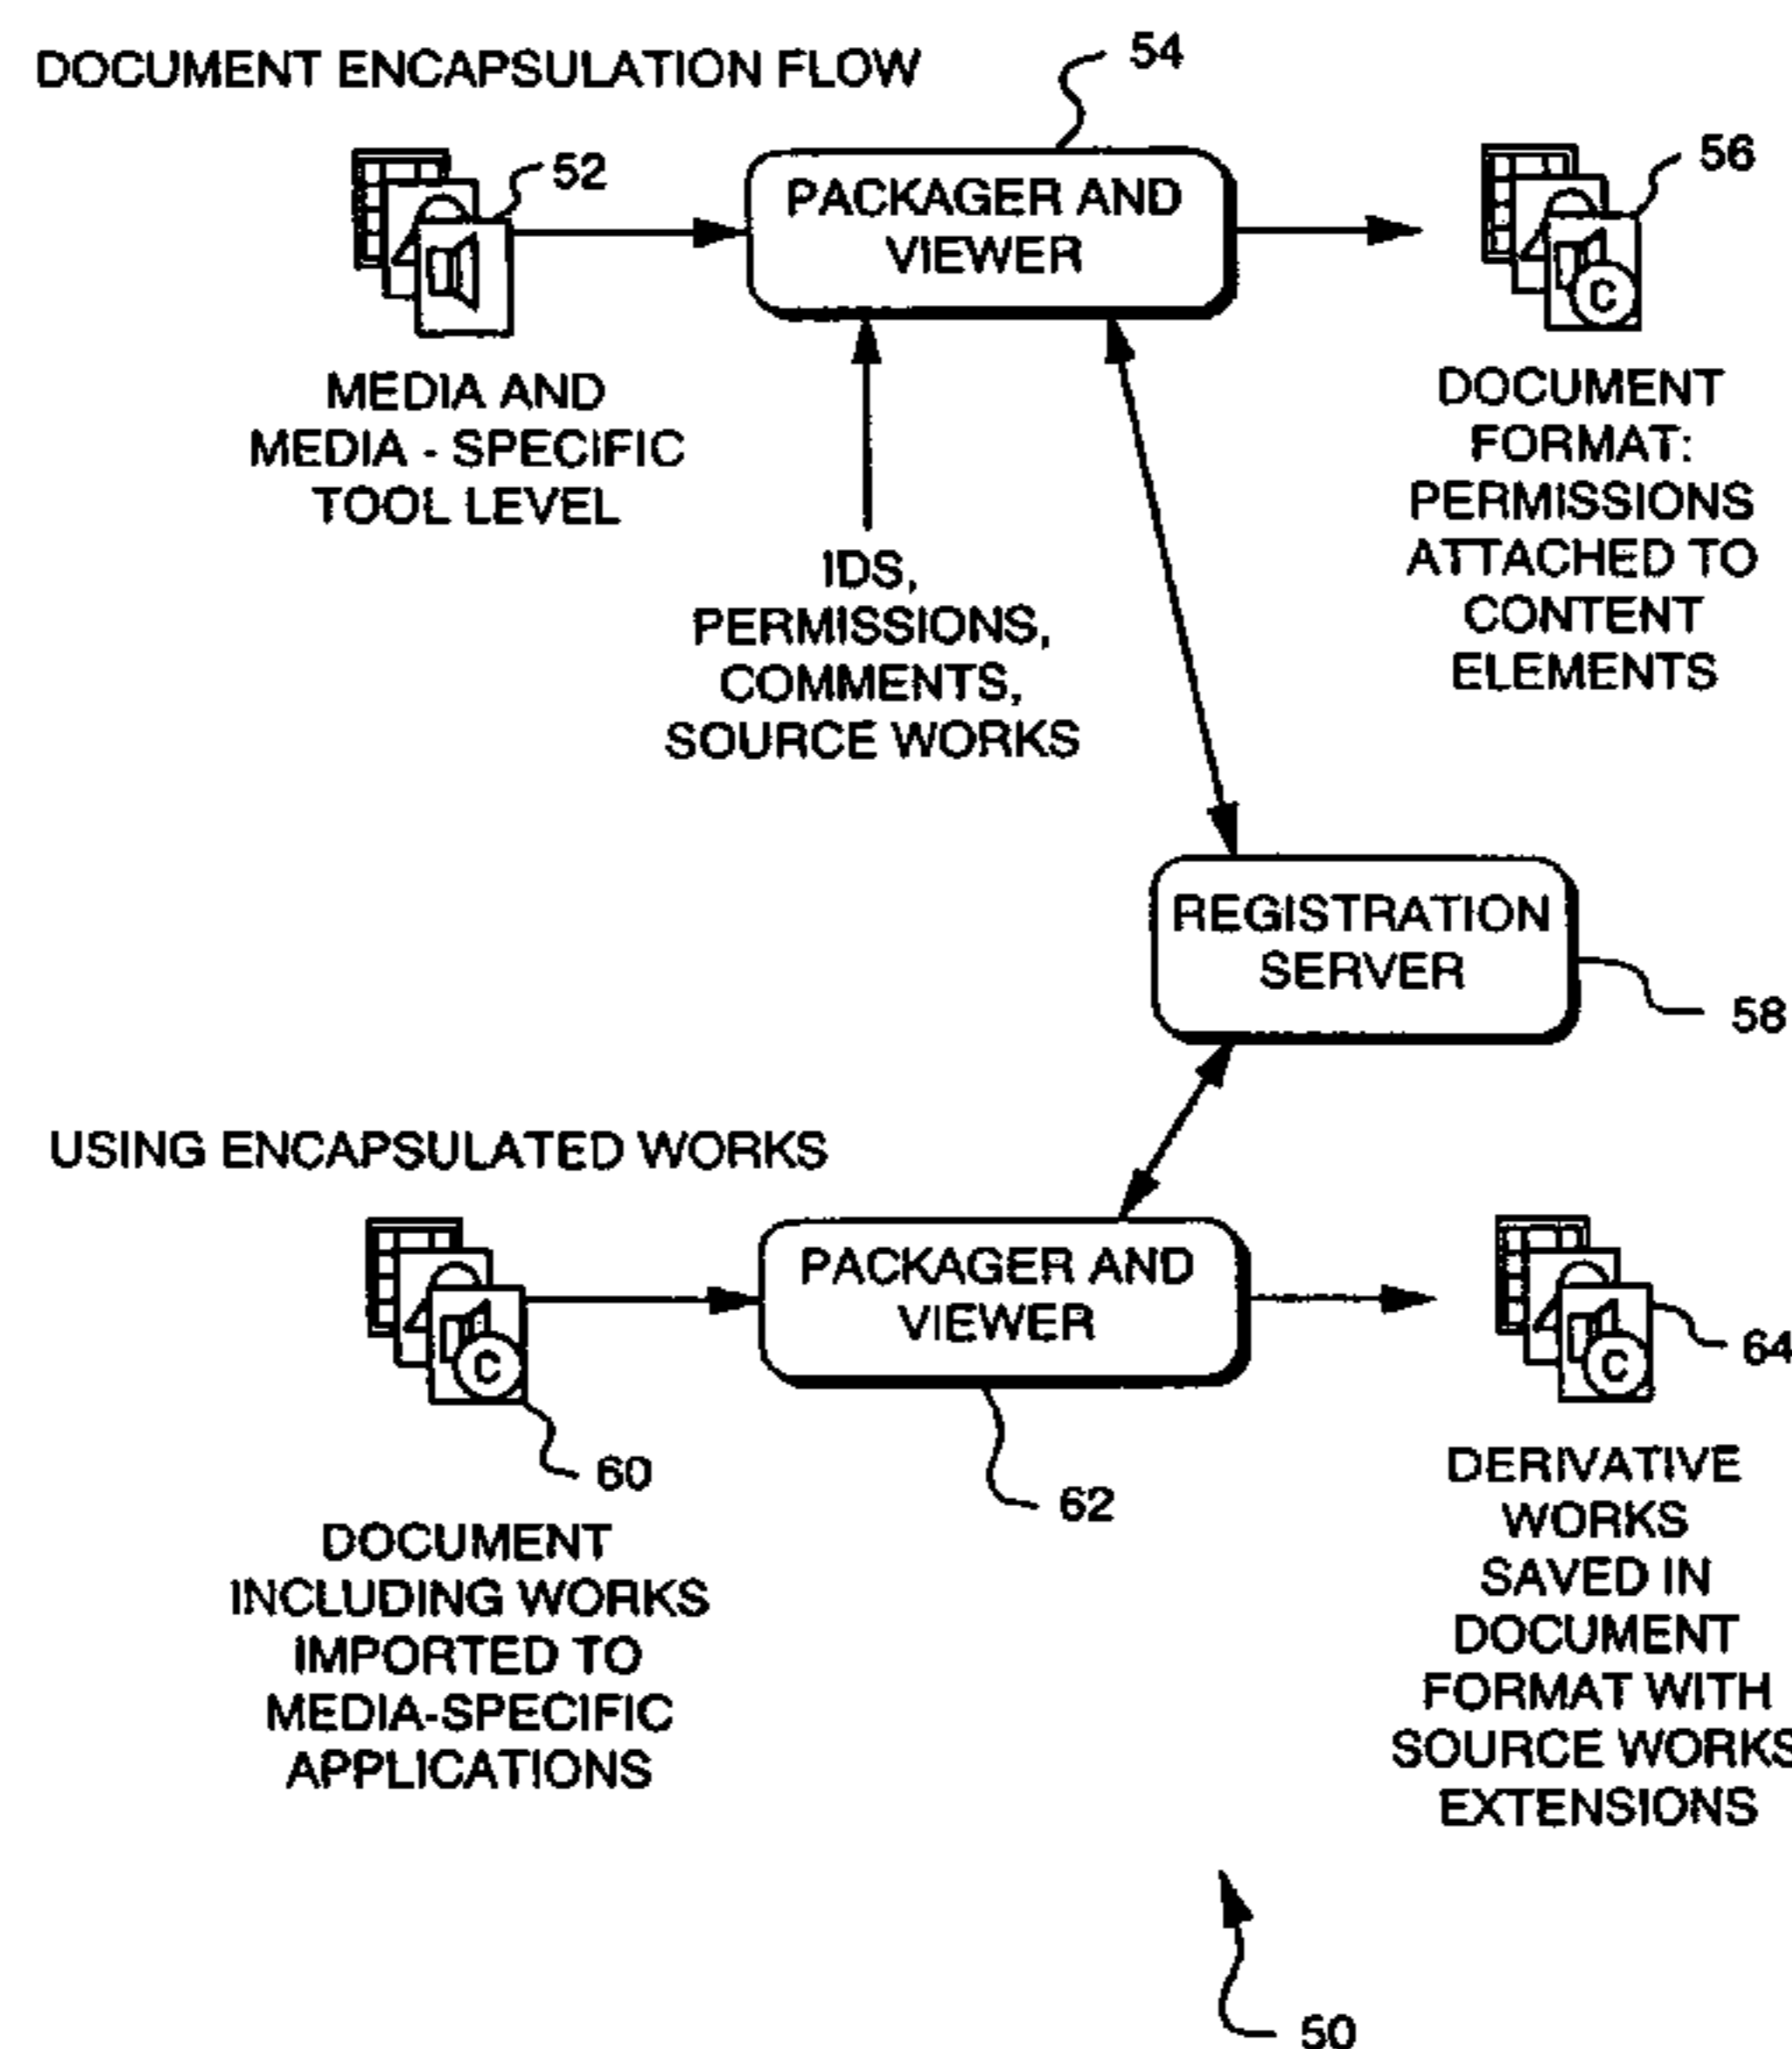 DOCUMENT ENCAPSULATION FLOW
54
52
PACKAGER AND
VIEWER
56
C
MEDIA AND
MEDIA - SPECIFIC
TOOL LEVEL
IDS,
PERMISSIONS,
COMMENTS,
SOURCE WORKS
DOCUMENT
FORMAT:
PERMISSIONS
ATTACHED TO
CONTENT
ELEMENTS
REGISTRATION
SERVER
58
USING ENCAPSULATED WORKS
C
60
PACKAGER AND
VIEWER
62
C
64
DOCUMENT
INCLUDING WORKS
IMPORTED TO
MEDIA-SPECIFIC
APPLICATIONS
DERIVATIVE
WORKS
SAVED IN
DOCUMENT
FORMAT WITH
SOURCE WORKS
EXTENSIONS
50